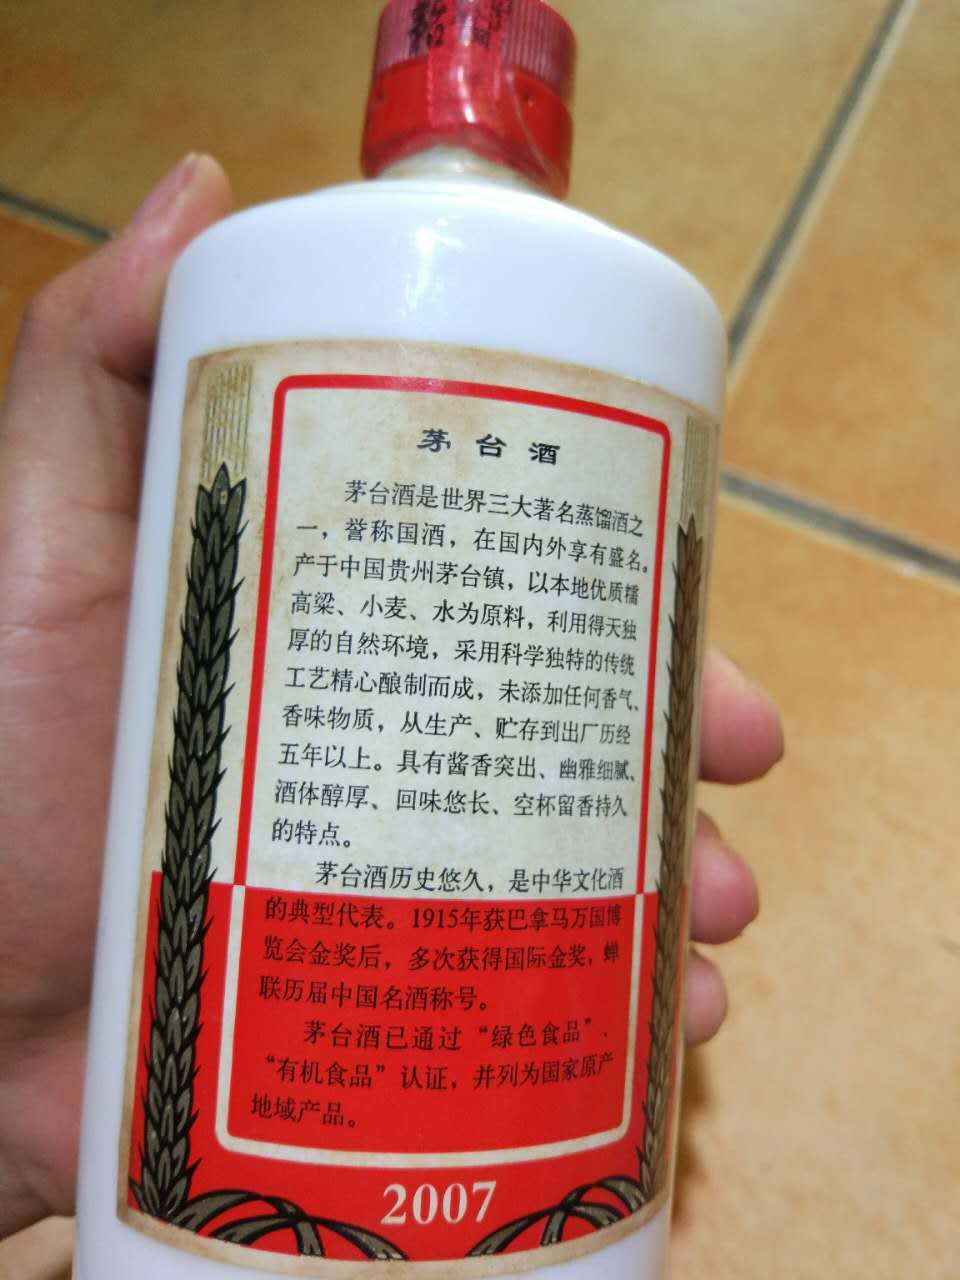 茅台酒
茅台酒是世界三大著名蒸馏酒之
一，誉称国酒，在国内外享有盛名。
产于中国贵州茅台镇，以本地优质糯
高粱、小麦、水为原料，利用得天独
厚的自然环境，采用科学独特的传统
工艺精心酿制而成，未添加任何香气、
香味物质，从生产、贮存到出厂历经
五年以上。具有酱香突出、幽雅细腻、
酒体醇厚、回味悠长、空杯留香持久
的特点。
茅台酒历史悠久，是中华文化酒
的典型代表。1915年获巴拿马万国博
览会金奖后，多次获得国际金奖，蝉
联历届中国名酒称号。
茅台酒已通过“绿色食品”、
“有机食品”认证，并列为国家原产
地域产品。
2007